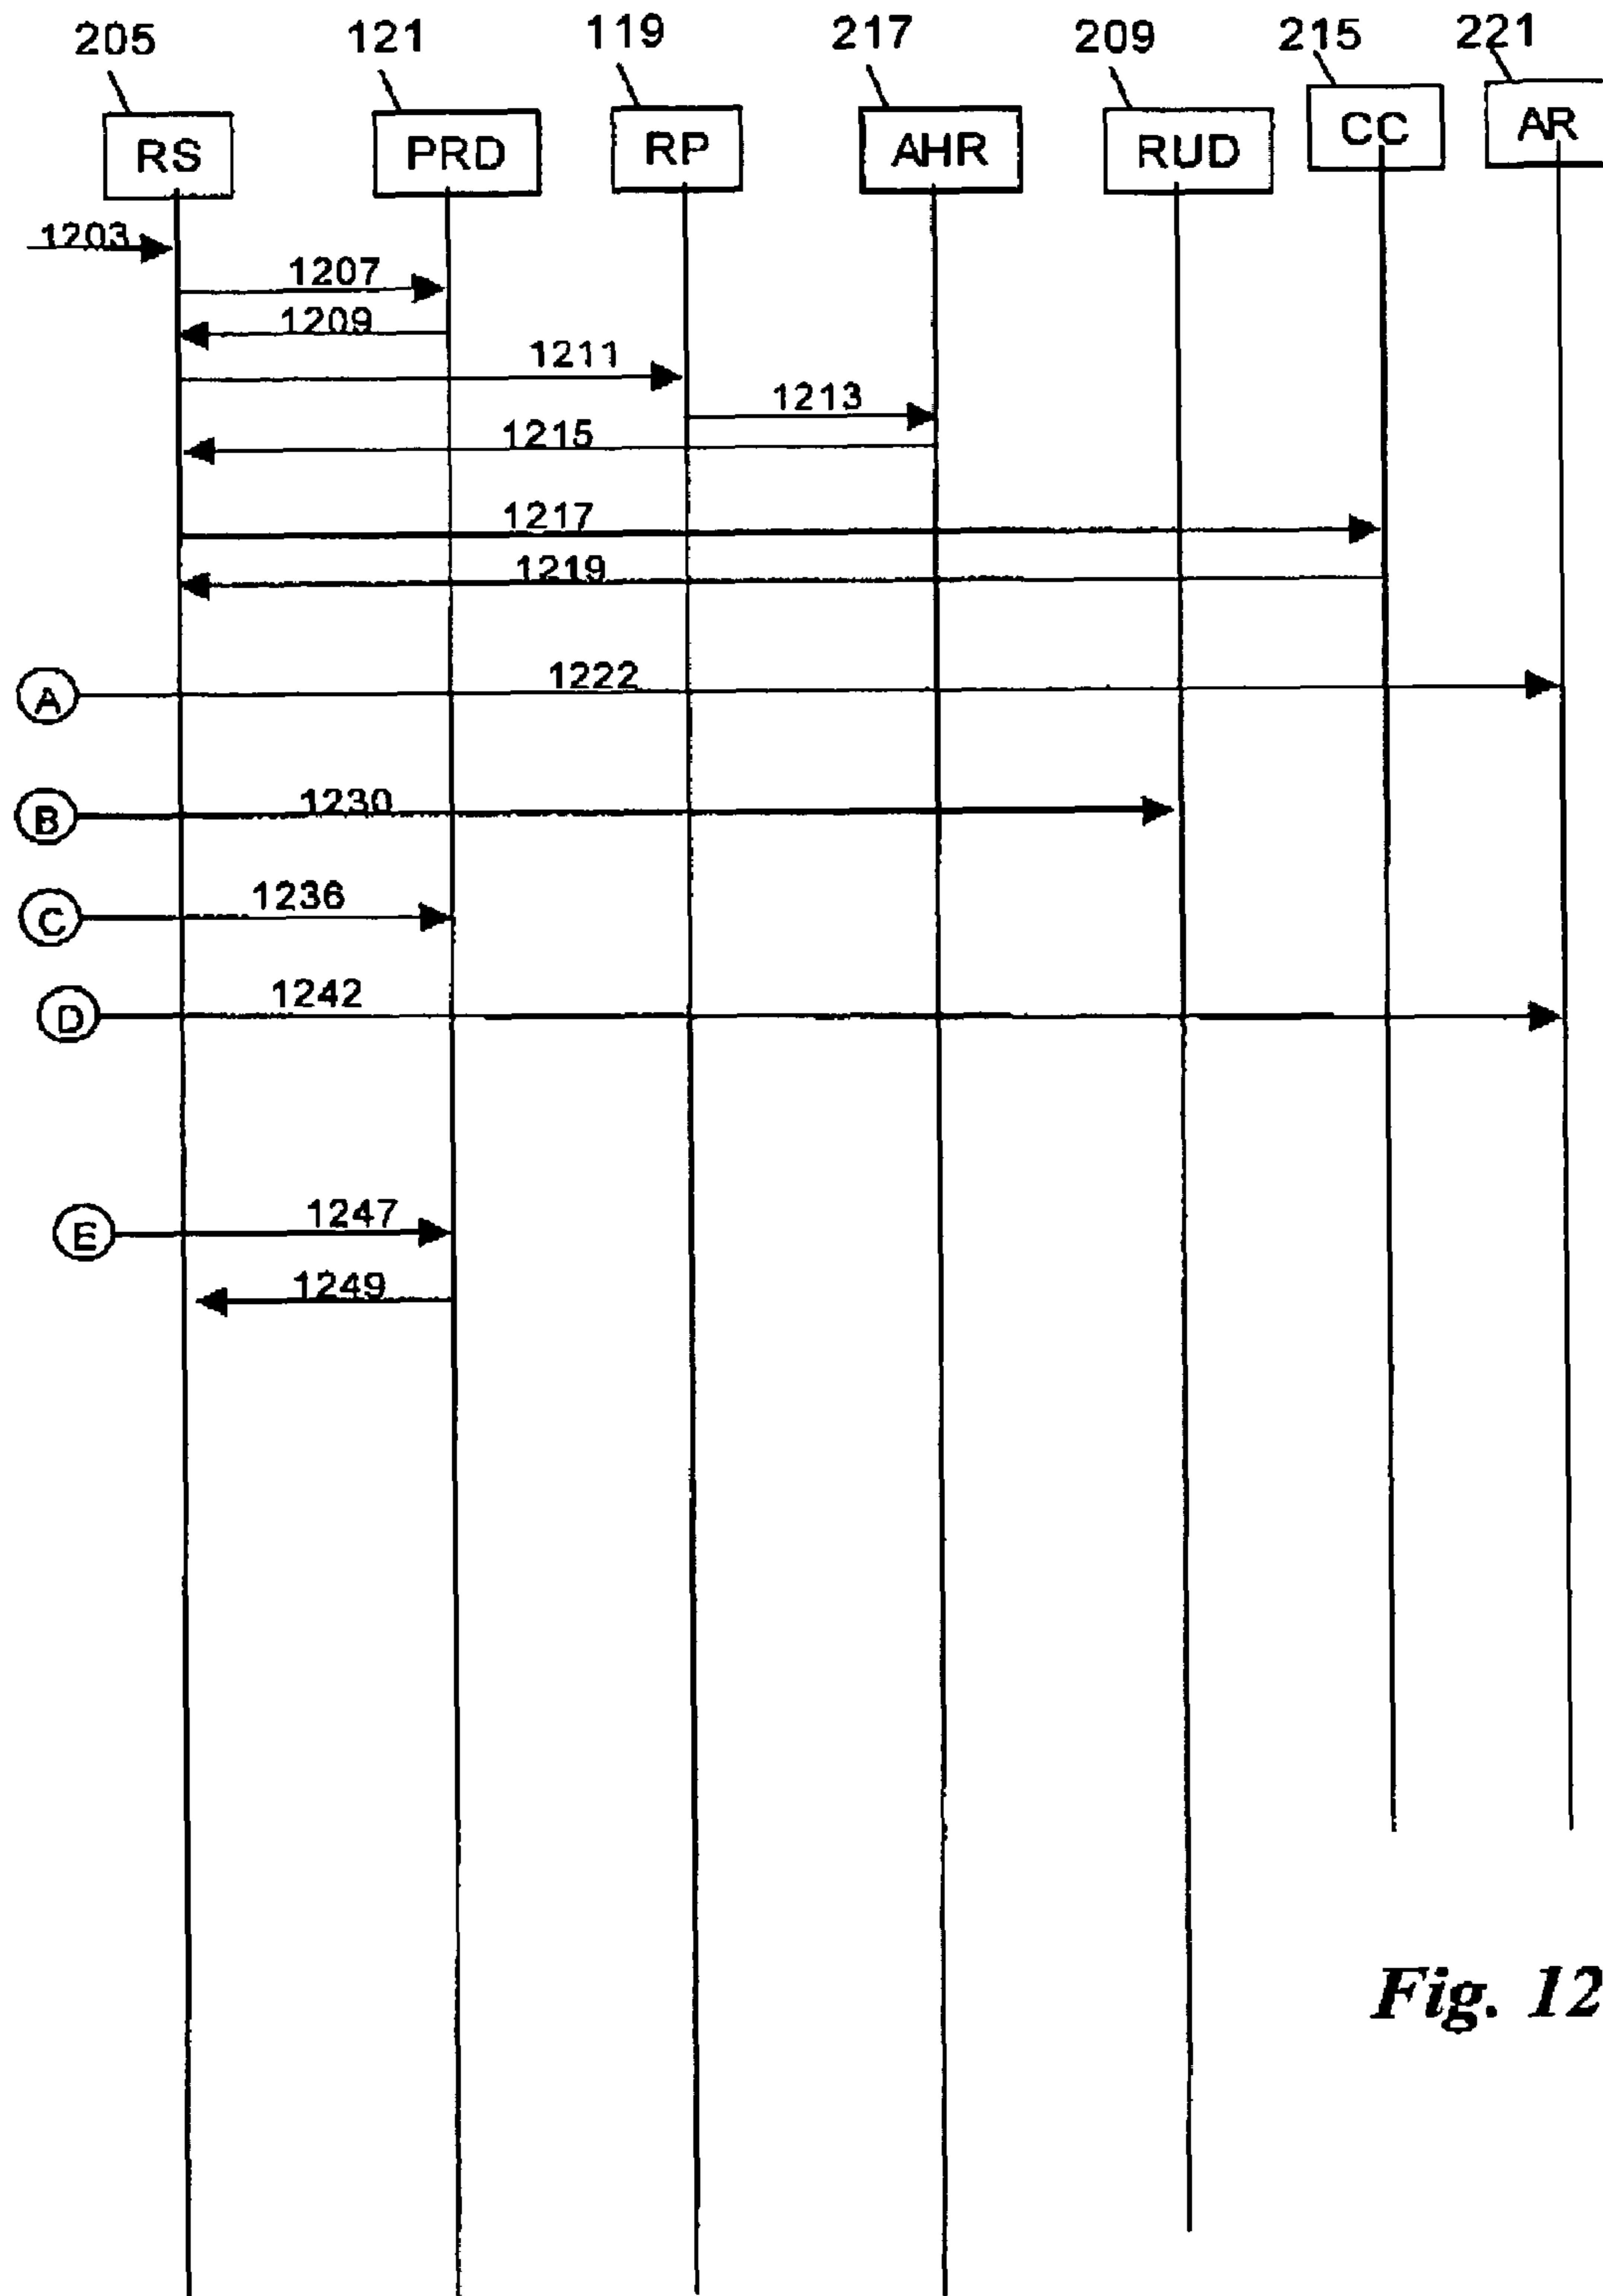 205 121 119 217 209 215 221
RS PRD RP AHR RUD CC AR
1203
1207
1209
1211
1213
1215
1217
1219
A 1222
B 1230
C 1236
D 1242
E 1247
1249
Fig. 12